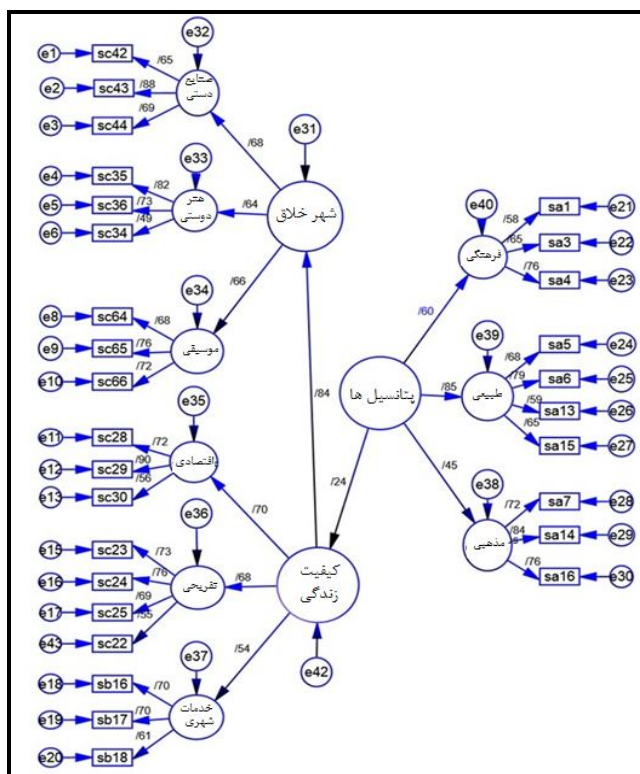 e32
e1 sc42 /65
صنایع
دستی
e2 sc43 /88
e3 sc44 /69
/68
e31
e33
e4 sc35 /82
هنر
دوستی
e5 sc36 /73
e6 sc34 /49
/64
شهر خلاق
/66
e34
e8 sc64 /68
موسیقی
e9 sc65 /76
e10 sc66 /72
/84
e35
e11 sc28 /72
اقتصادی
e12 sc29 /90
e13 sc30 /56
/70
e36
e15 sc23 /73
تفریحی
e16 sc24 /76
e17 sc25 /69
e43 sc22 /55
/68
کیفیت
زندگی
/54
e42
e37
e18 sb16 /70
خدمات
شهری
e19 sb17 /70
e20 sb18 /61
/24
پتانسیل ها
/60
e40
فرهنگی
/58 sa1 e21
/65 sa3 e22
/76 sa4 e23
/85
e39
طبیعی
/68 sa5 e24
/79 sa6 e25
/59 sa13 e26
/65 sa15 e27
/45
e38
مذهبی
/72 sa7 e28
/84 sa14 e29
/76 sa16 e30